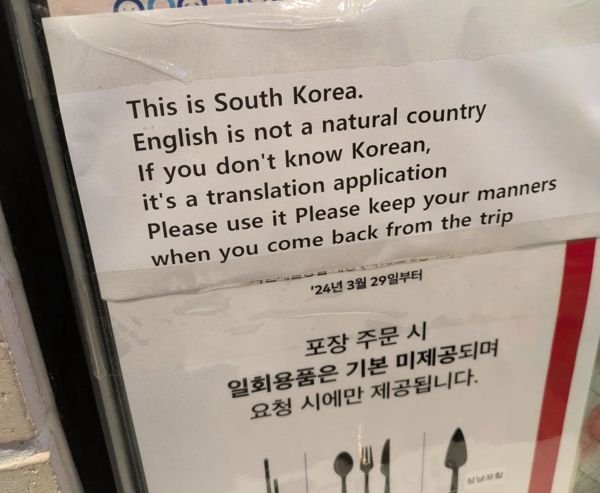 This is South Korea.
English is not a natural country
If you don't know Korean,
it's a translation application
Please use it Please keep your manners
when you come back from the trip
'24년 3월 29일부터
포장 주문 시
일회용품은 기본 미제공되며
요청 시에만 제공됩니다.